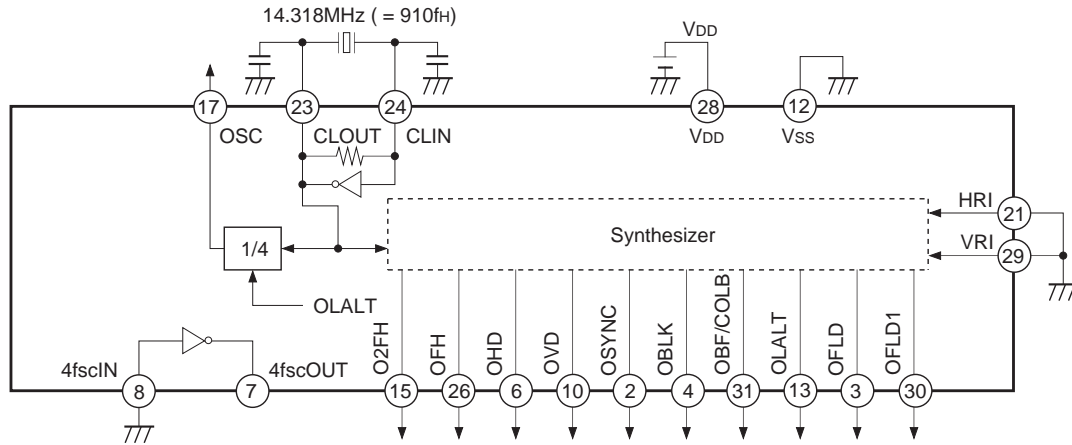 14.318MHz ( = 910fH)
VDD
17
23
24
28
12
OSC
CLOUT
CLIN
VDD
VSS
HRI
21
Synthesizer
VRI
29
1/4
OLALT
4fscIN
4fscOUT
O2FH
OFH
OHD
OVD
OSYNC
OBLK
OBF/COLB
OLALT
OFLD
OFLD1
8
7
15
26
6
10
2
4
31
13
3
30